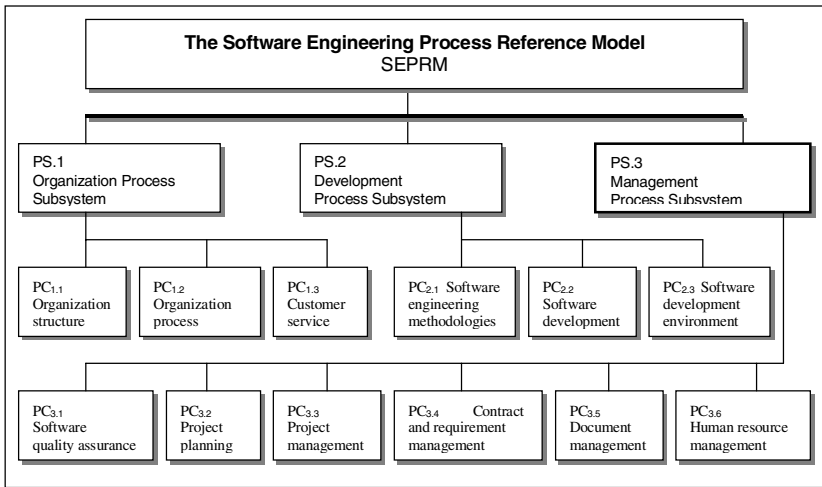 The Software Engineering Process Reference Model
SEPRM
PS.1
Organization Process
Subsystem
PS.2
Development
Process Subsystem
PS.3
Management
Process Subsystem
PC1.1
Organization
structure
PC1.2
Organization
process
PC1.3
Customer
service
PC2.1 Software
engineering
methodologies
PC2.2
Software
development
PC2.3 Software
development
environment
PC3.1
Software
quality assurance
PC3.2
Project
planning
PC3.3
Project
management
PC3.4 Contract
and requirement
management
PC3.5
Document
management
PC3.6
Human resource
management